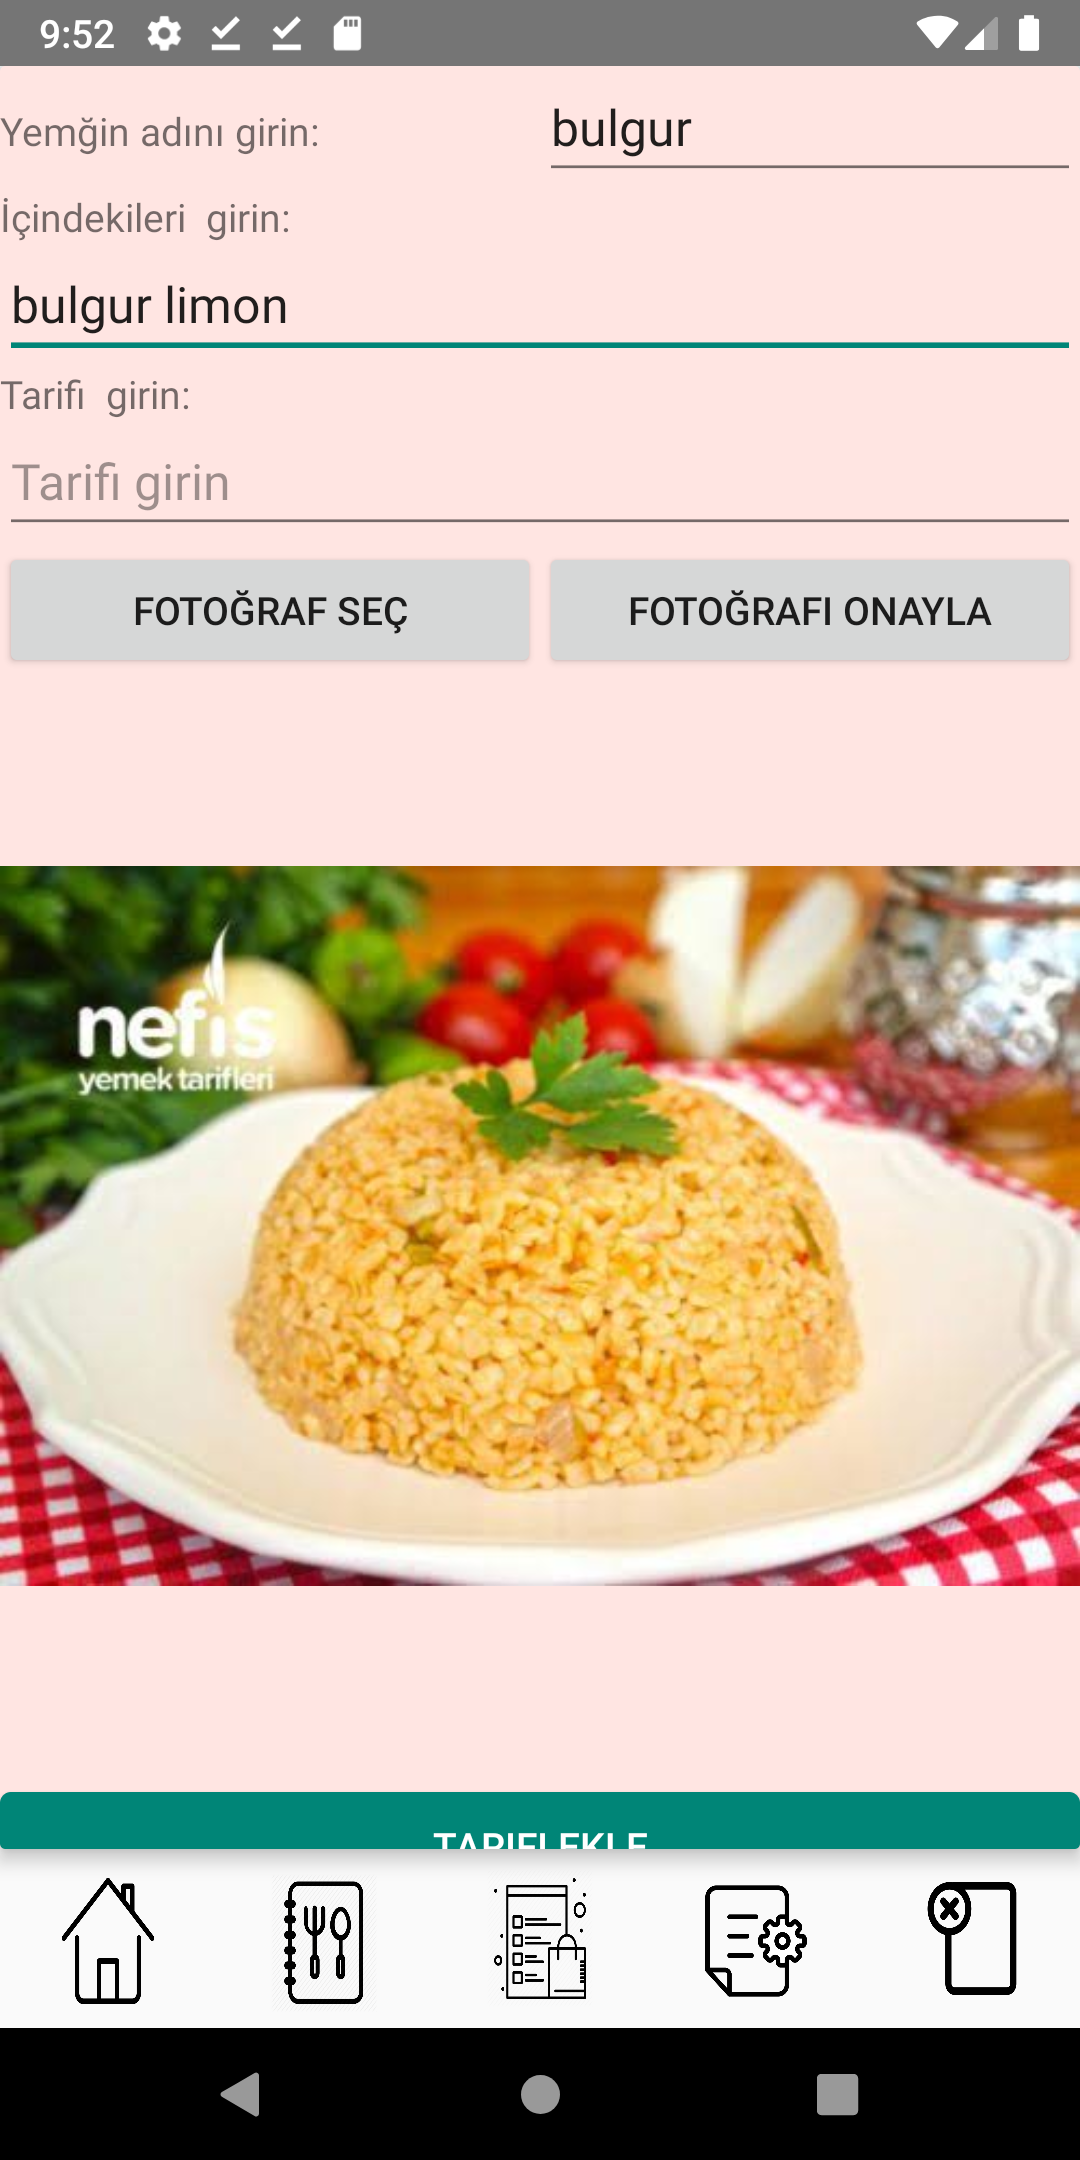 9:52
Yemğin adını girin:
bulgur
İçindekileri girin:
bulgur limon
Tarifi girin:
Tarifi girin
FOTOĞRAF SEÇ
FOTOĞRAFI ONAYLA
nefis
yemek tarifleri